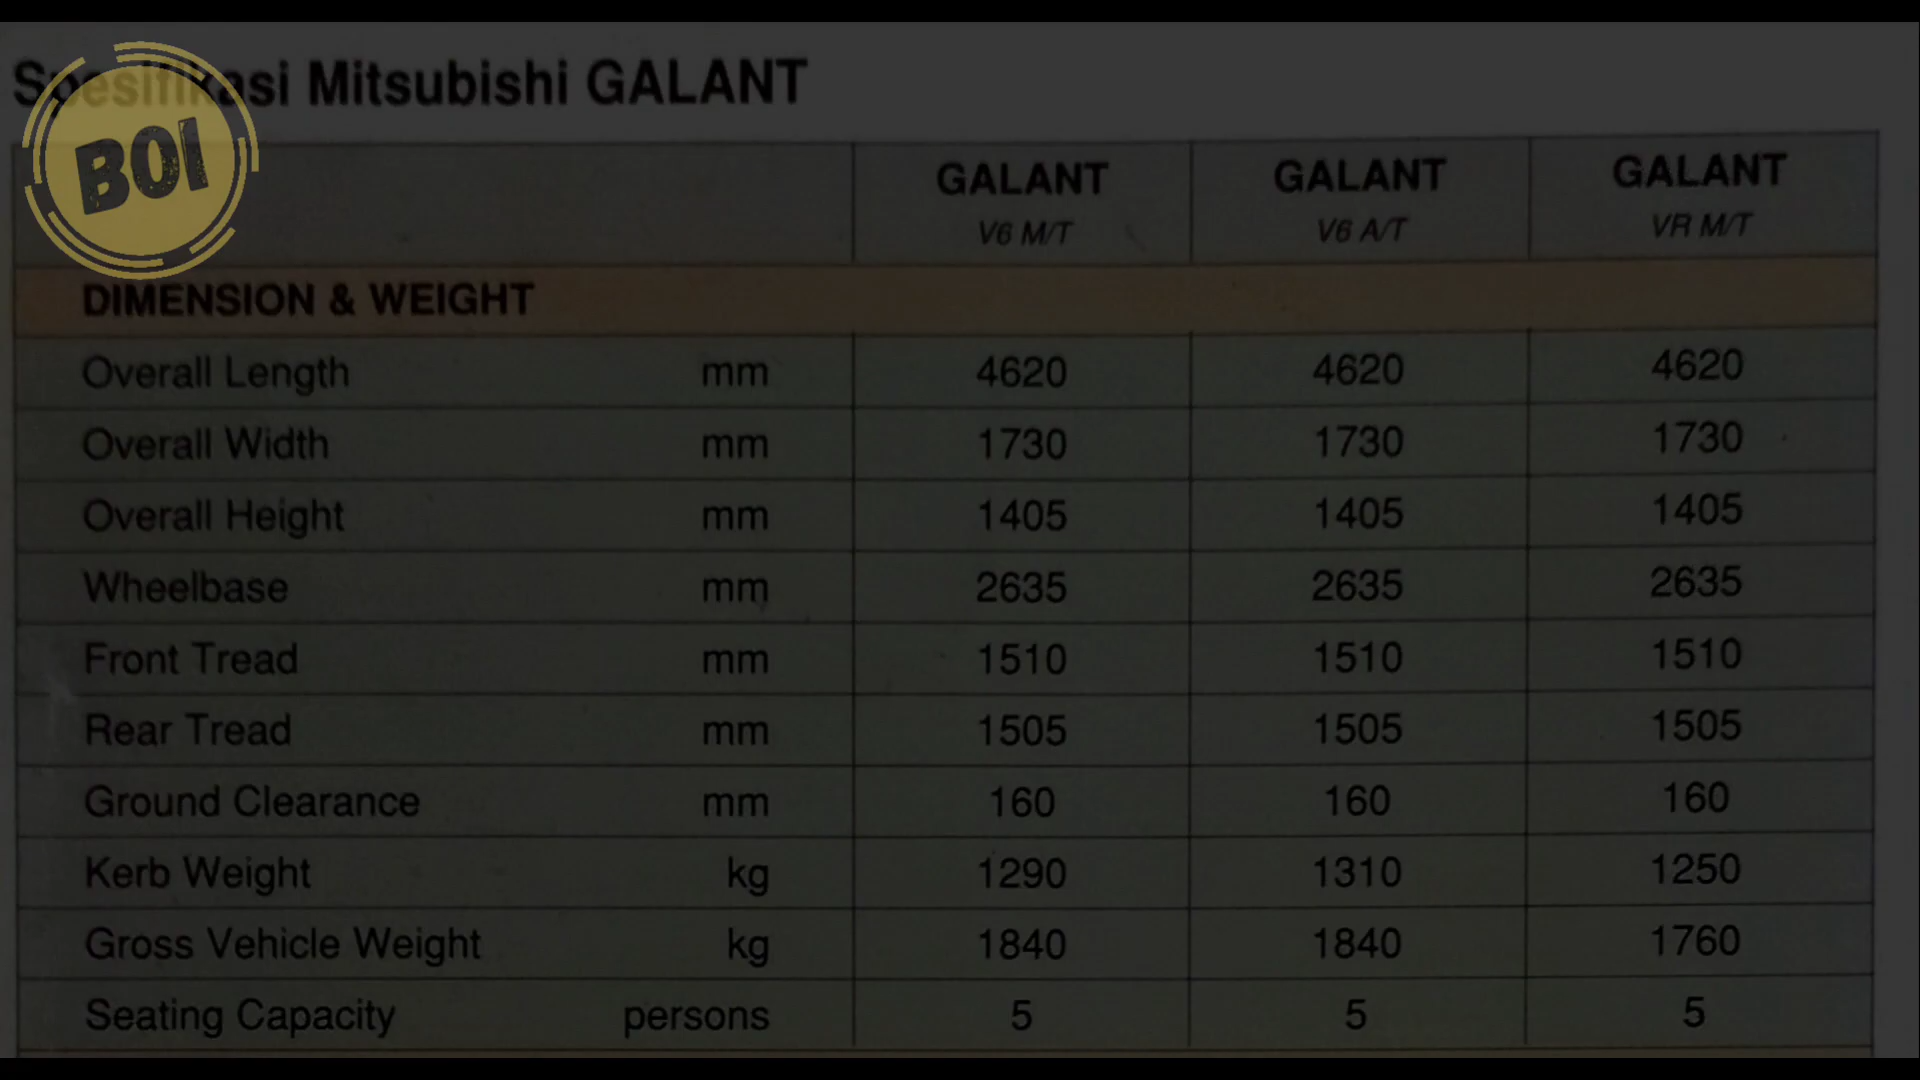 Spesifikasi Mitsubishi GALANT
BOI
GALANT GALANT GALANT
V6 M/T V6 A/T VR M/T
DIMENSION & WEIGHT
Overall Length mm 4620 4620 4620
Overall Width mm 1730 1730 1730
Overall Height mm 1405 1405 1405
Wheelbase mm 2635 2635 2635
Front Tread mm 1510 1510 1510
Rear Tread mm 1505 1505 1505
Ground Clearance mm 160 160 160
Kerb Weight kg 1290 1310 1250
Gross Vehicle Weight kg 1840 1840 1760
Seating Capacity persons 5 5 5